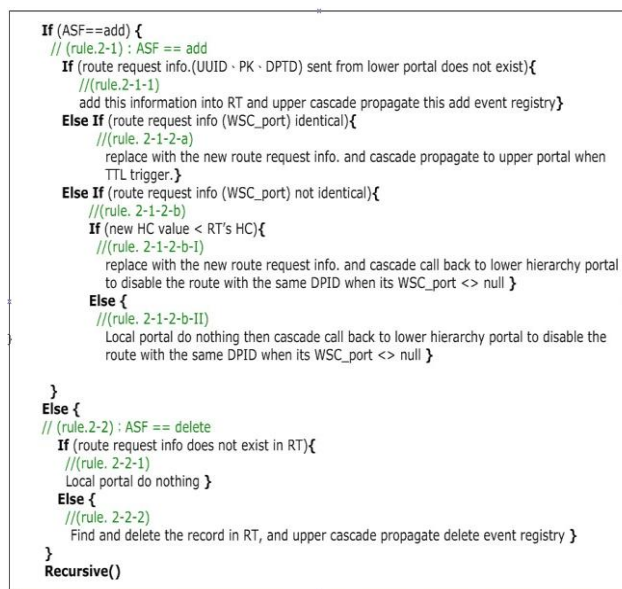 If (ASF==add) {
// (rule.2-1) : ASF == add
If (route request info.(UUID、PK、DPTD) sent from lower portal does not exist){
//(rule.2-1-1)
add this information into RT and upper cascade propagate this add event registry}
Else If (route request info (WSC_port) identical){
//(rule. 2-1-2-a)
replace with the new route request info. and cascade propagate to upper portal when
TTL trigger.}
Else If (route request info (WSC_port) not identical){
//(rule. 2-1-2-b)
If (new HC value < RT's HC){
//(rule. 2-1-2-b-I)
replace with the new route request info. and cascade call back to lower hierarchy portal
to disable the route with the same DPID when its WSC_port <> null }
Else {
//(rule. 2-1-2-b-II)
Local portal do nothing then cascade call back to lower hierarchy portal to disable the
route with the same DPID when its WSC_port <> null }
}
}
Else {
// (rule.2-2) : ASF == delete
If (route request info does not exist in RT){
//(rule. 2-2-1)
Local portal do nothing }
Else {
//(rule. 2-2-2)
Find and delete the record in RT, and upper cascade propagate delete event registry }
}
Recursive()